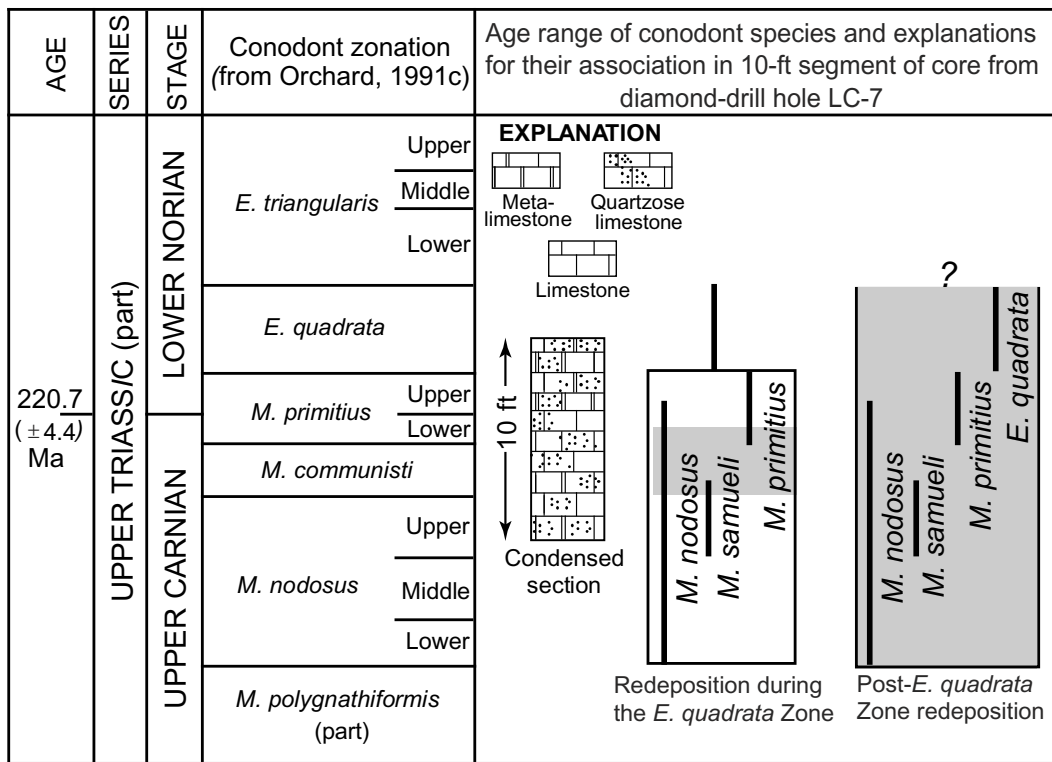 AGE
SERIES
STAGE
Conodont zonation
(from Orchard, 1991c)
Age range of conodont species and explanations
for their association in 10-ft segment of core from
diamond-drill hole LC-7
220.7
(±4.4)
Ma
UPPER TRIASSIC (part)
LOWER NORIAN
UPPER CARNIAN
E. triangularis
Upper
Middle
Lower
E. quadrata
M. primitius
Upper
Lower
M. communisti
M. nodosus
Upper
Middle
Lower
M. polygnathiformis
(part)
EXPLANATION
Meta-
limestone
Quartzose
limestone
Limestone
10 ft
Condensed
section
M. nodosus
M. samueli
M. primitius
Redeposition during
the E. quadrata Zone
?
M. nodosus
M. samueli
M. primitius
E. quadrata
Post-E. quadrata
Zone redeposition